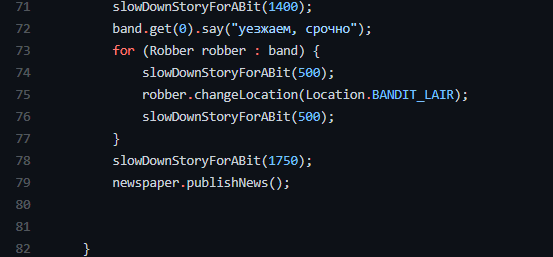 71 slowDownStoryForABit(1400);
72 band.get(0).say("уезжаем, срочно");
73 for (Robber robber : band) {
74 slowDownStoryForABit(500);
75 robber.changeLocation(Location.BANDIT_LAIR);
76 slowDownStoryForABit(500);
77 }
78 slowDownStoryForABit(1750);
79 newspaper.publishNews();
80
81
82 }